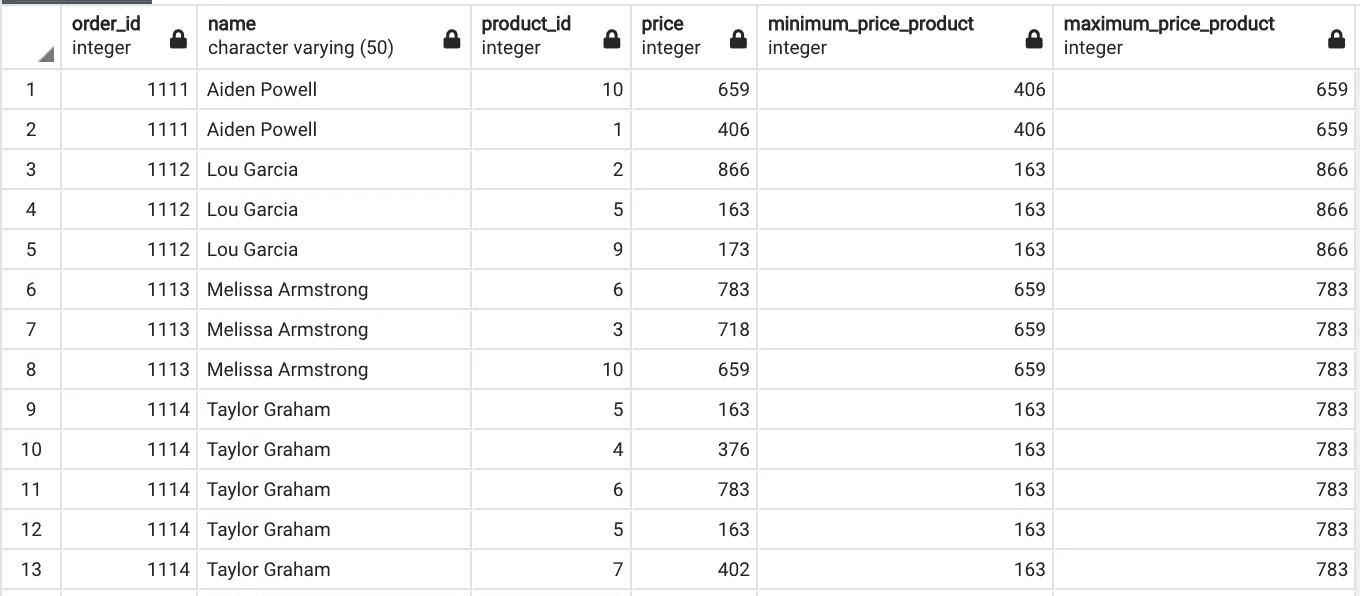 order_id name product_id price minimum_price_product maximum_price_product
integer character varying (50) integer integer integer integer
1 1111 Aiden Powell 10 659 406 659
2 1111 Aiden Powell 1 406 406 659
3 1112 Lou Garcia 2 866 163 866
4 1112 Lou Garcia 5 163 163 866
5 1112 Lou Garcia 9 173 163 866
6 1113 Melissa Armstrong 6 783 659 783
7 1113 Melissa Armstrong 3 718 659 783
8 1113 Melissa Armstrong 10 659 659 783
9 1114 Taylor Graham 5 163 163 783
10 1114 Taylor Graham 4 376 163 783
11 1114 Taylor Graham 6 783 163 783
12 1114 Taylor Graham 5 163 163 783
13 1114 Taylor Graham 7 402 163 783